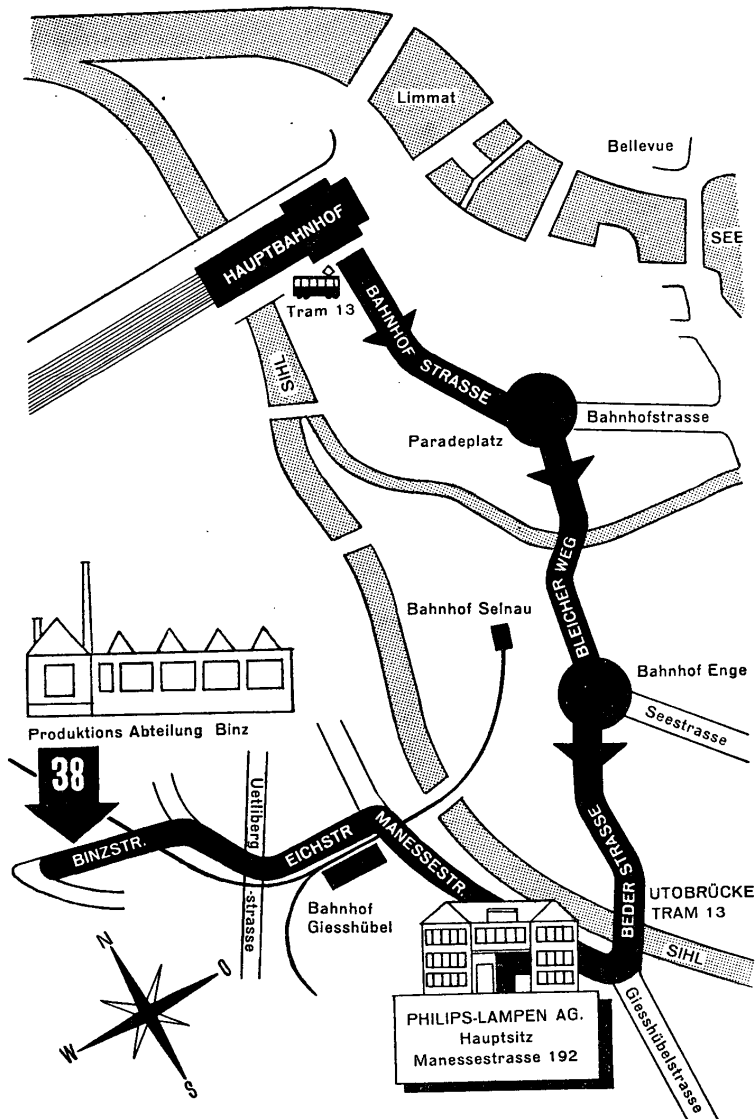 Limmat
Bellevue
SEE
HAUPTBAHNHOF
Tram 13
BAHNHOF STRASSE
SIHL
Bahnhofstrasse
Paradeplatz
BLEICHER WEG
Bahnhof Selnau
Bahnhof Enge
Seestrasse
Produktions Abteilung Binz
38
BINZSTR.
Uetliberg
-strasse
EICHSTR
MANESSESTR.
Bahnhof
Giesshübel
BEDER STRASSE
UTOBRÜCKE
TRAM 13
SIHL
Giesshübelstrasse
N
O
W
S
PHILIPS-LAMPEN AG.
Hauptsitz
Manessestrasse 192